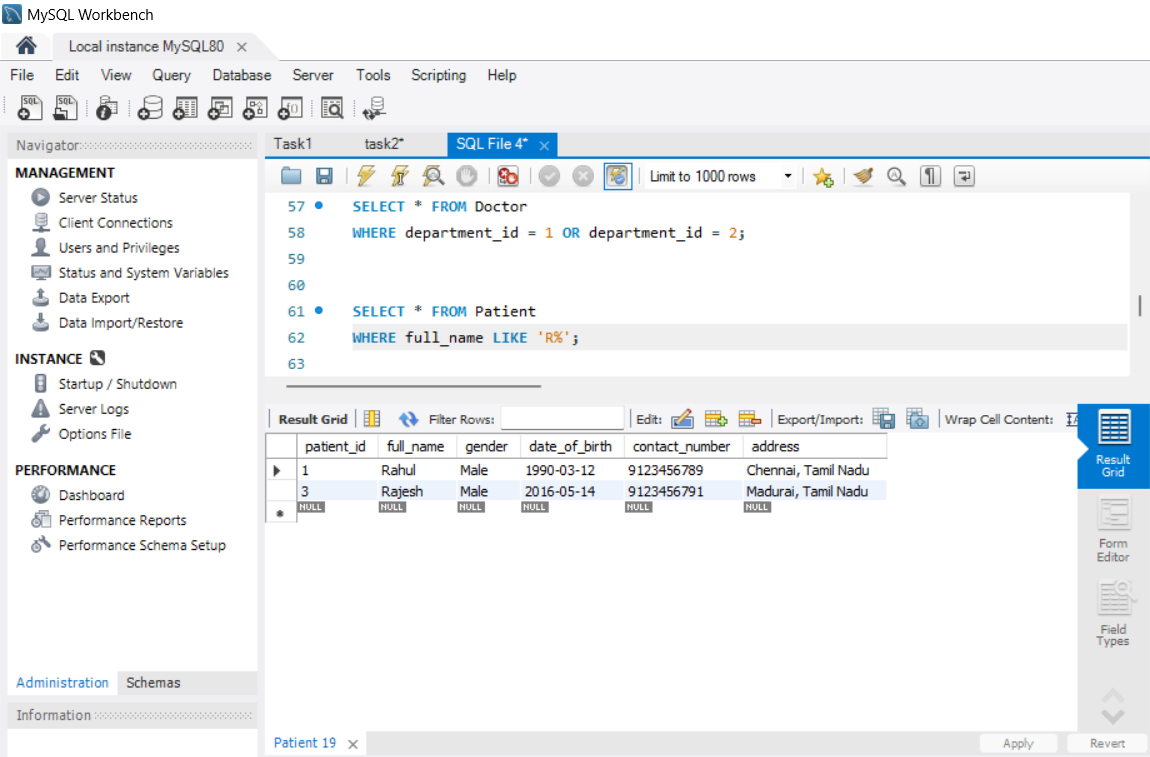 MySQL Workbench
Local instance MySQL80
File Edit View Query Database Server Tools Scripting Help
Navigator
MANAGEMENT
Server Status
Client Connections
Users and Privileges
Status and System Variables
Data Export
Data Import/Restore
INSTANCE
Startup / Shutdown
Server Logs
Options File
PERFORMANCE
Dashboard
Performance Reports
Performance Schema Setup
Administration Schemas
Information
Task1 task2* SQL File 4*
Limit to 1000 rows
57 SELECT * FROM Doctor
58 WHERE department_id = 1 OR department_id = 2;
59
60
61 SELECT * FROM Patient
62 WHERE full_name LIKE 'R%';
63
Result Grid Filter Rows: Edit: Export/Import: Wrap Cell Content:
patient_id full_name gender date_of_birth contact_number address
1 Rahul Male 1990-03-12 9123456789 Chennai, Tamil Nadu
3 Rajesh Male 2016-05-14 9123456791 Madurai, Tamil Nadu
NULL NULL NULL NULL NULL NULL
Result
Grid
Form
Editor
Field
Types
Patient 19
Apply Revert